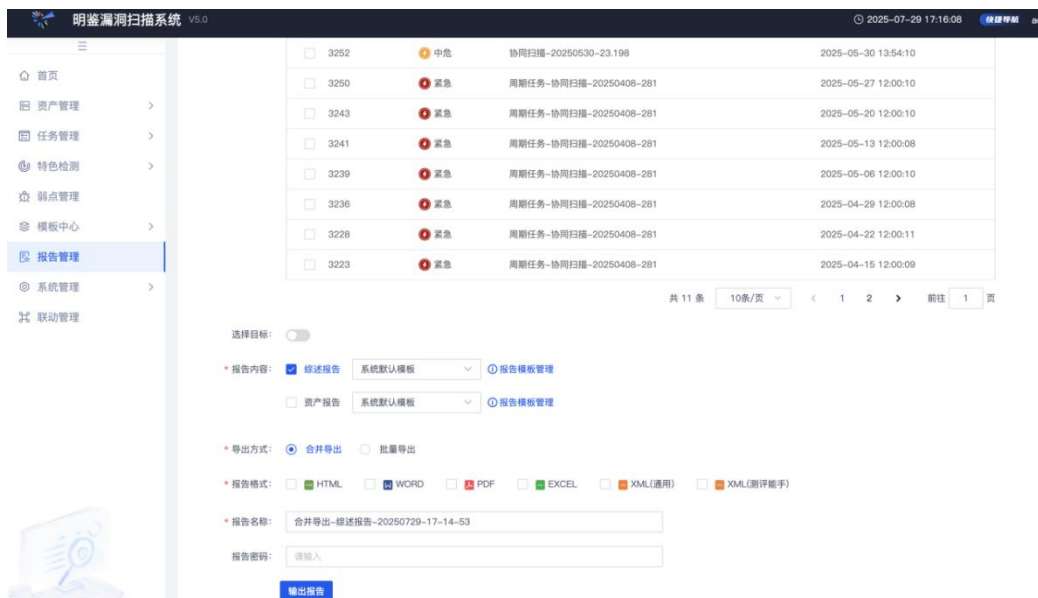 明鉴漏洞扫描系统 V5.0 2025-07-29 17:16:08 快捷导航
首页
资产管理
任务管理
特色检测
弱点管理
模板中心
报告管理
系统管理
联动管理
3252 中危 协同扫描-20250530-23.198 2025-05-30 13:54:10
3250 紧急 周期任务-协同扫描-20250408-281 2025-05-27 12:00:10
3243 紧急 周期任务-协同扫描-20250408-281 2025-05-20 12:00:10
3241 紧急 周期任务-协同扫描-20250408-281 2025-05-13 12:00:08
3239 紧急 周期任务-协同扫描-20250408-281 2025-05-06 12:00:10
3236 紧急 周期任务-协同扫描-20250408-281 2025-04-29 12:00:08
3228 紧急 周期任务-协同扫描-20250408-281 2025-04-22 12:00:11
3223 紧急 周期任务-协同扫描-20250408-281 2025-04-15 12:00:09
共 11 条 10条/页 1 2 前往 1 页
选择目标:
* 报告内容: 综述报告 系统默认模板 报告模板管理
资产报告 系统默认模板 报告模板管理
* 导出方式: 合并导出 批量导出
* 报告格式: HTML WORD PDF EXCEL XML(通用) XML(测评能手)
* 报告名称: 合并导出-综述报告-20250729-17-14-53
报告密码: 请输入
输出报告